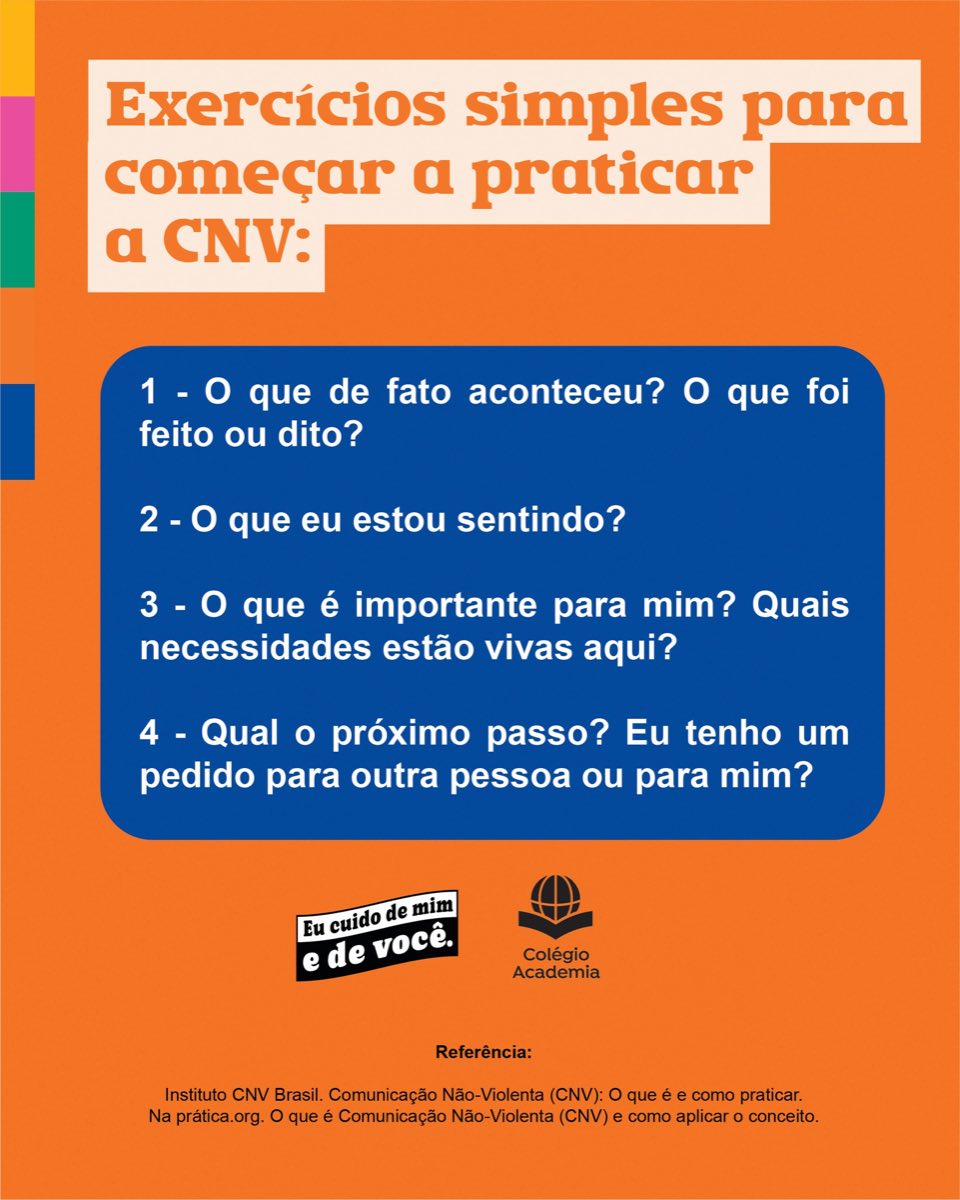 Exercícios simples para
começar a praticar
a CNV:
1 - O que de fato aconteceu? O que foi
feito ou dito?
2 - O que eu estou sentindo?
3 - O que é importante para mim? Quais
necessidades estão vivas aqui?
4 - Qual o próximo passo? Eu tenho um
pedido para outra pessoa ou para mim?
Eu cuido de mim
e de você.
Colégio
Academia
Referência:
Instituto CNV Brasil. Comunicação Não-Violenta (CNV): O que é e como praticar.
Na prática.org. O que é Comunicação Não-Violenta (CNV) e como aplicar o conceito.